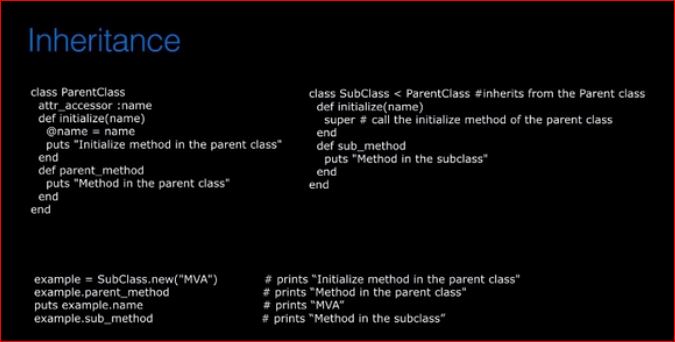 Inheritance
class ParentClass
attr_accessor :name
def initialize(name)
@name = name
puts "Initialize method in the parent class"
end
def parent_method
puts "Method in the parent class"
end
end
class SubClass < ParentClass #inherits from the Parent class
def initialize(name)
super # call the initialize method of the parent class
end
def sub_method
puts "Method in the subclass"
end
end
example = SubClass.new("MVA") # prints “Initialize method in the parent class"
example.parent_method # prints “Method in the parent class"
puts example.name # prints “MVA”
example.sub_method # prints “Method in the subclass”